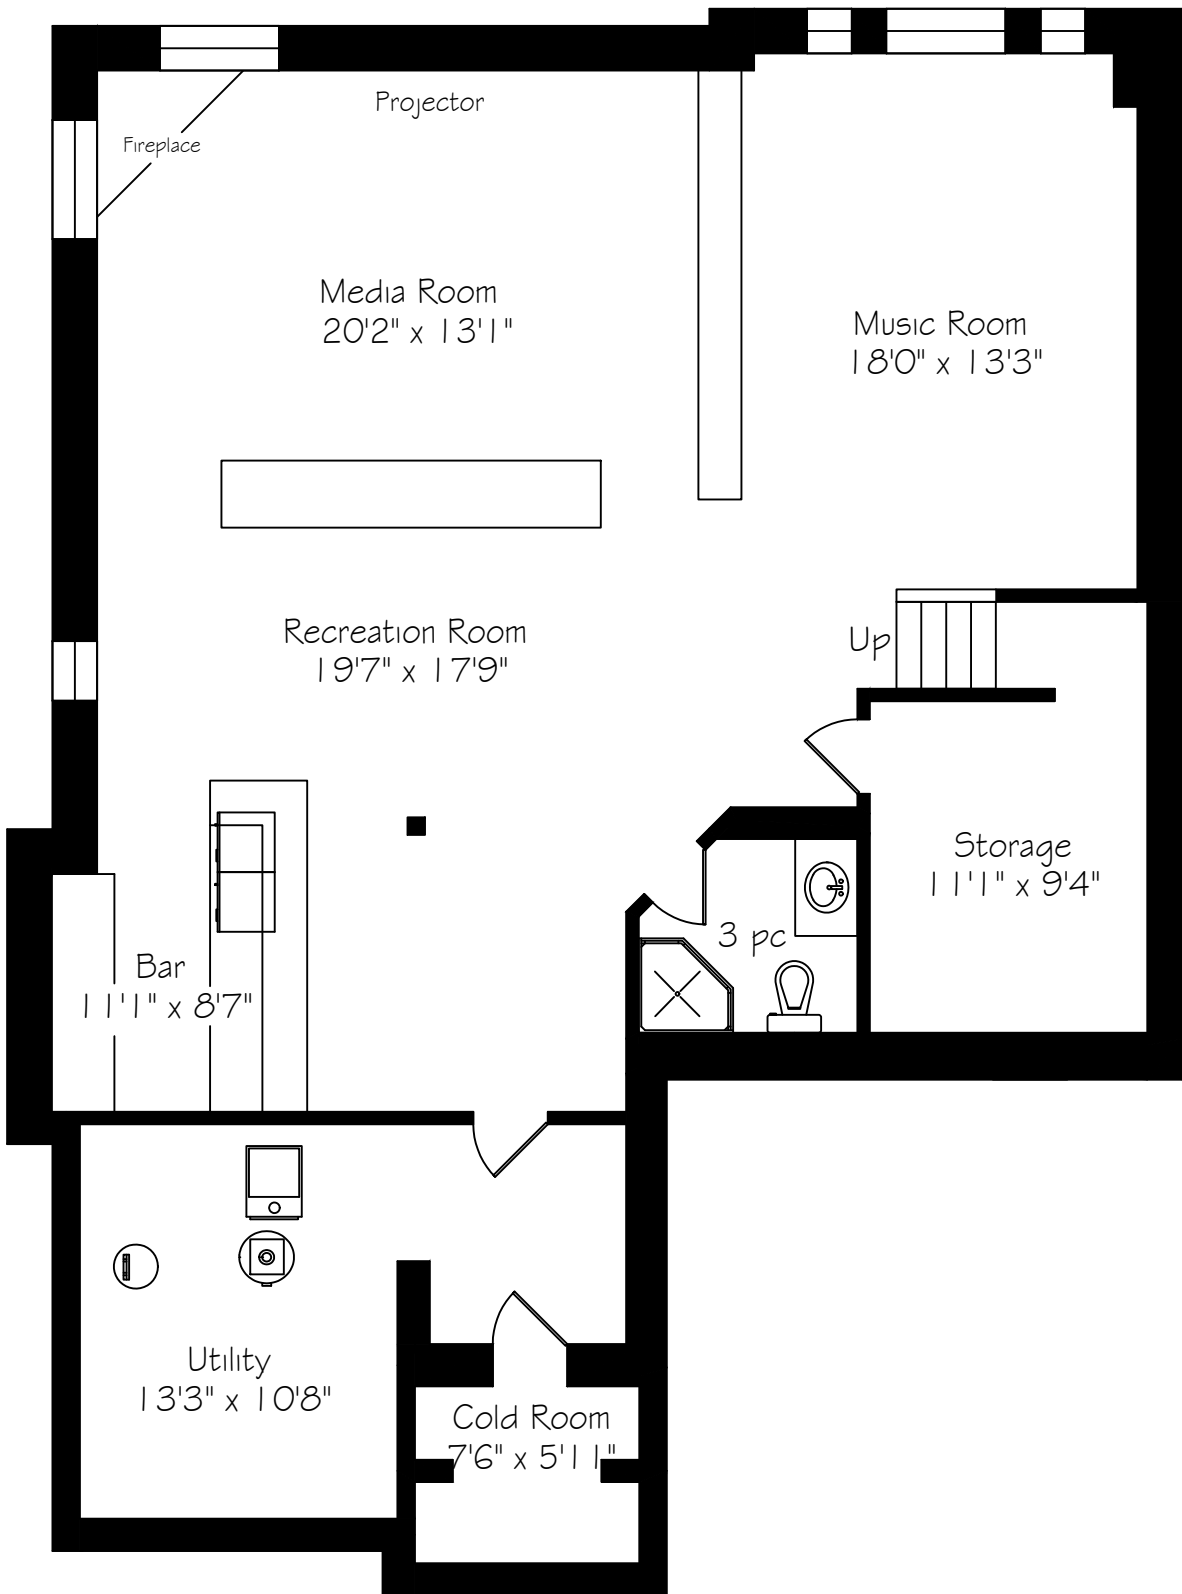 Projector
Fireplace
Media Room
20'2" x 13'1"
Music Room
18'0" x 13'3"
Recreation Room
19'7" x 17'9"
Up
Storage
11'1" x 9'4"
3 pc
Bar
11'1" x 8'7"
Utility
13'3" x 10'8"
Cold Room
7'6" x 5'11"